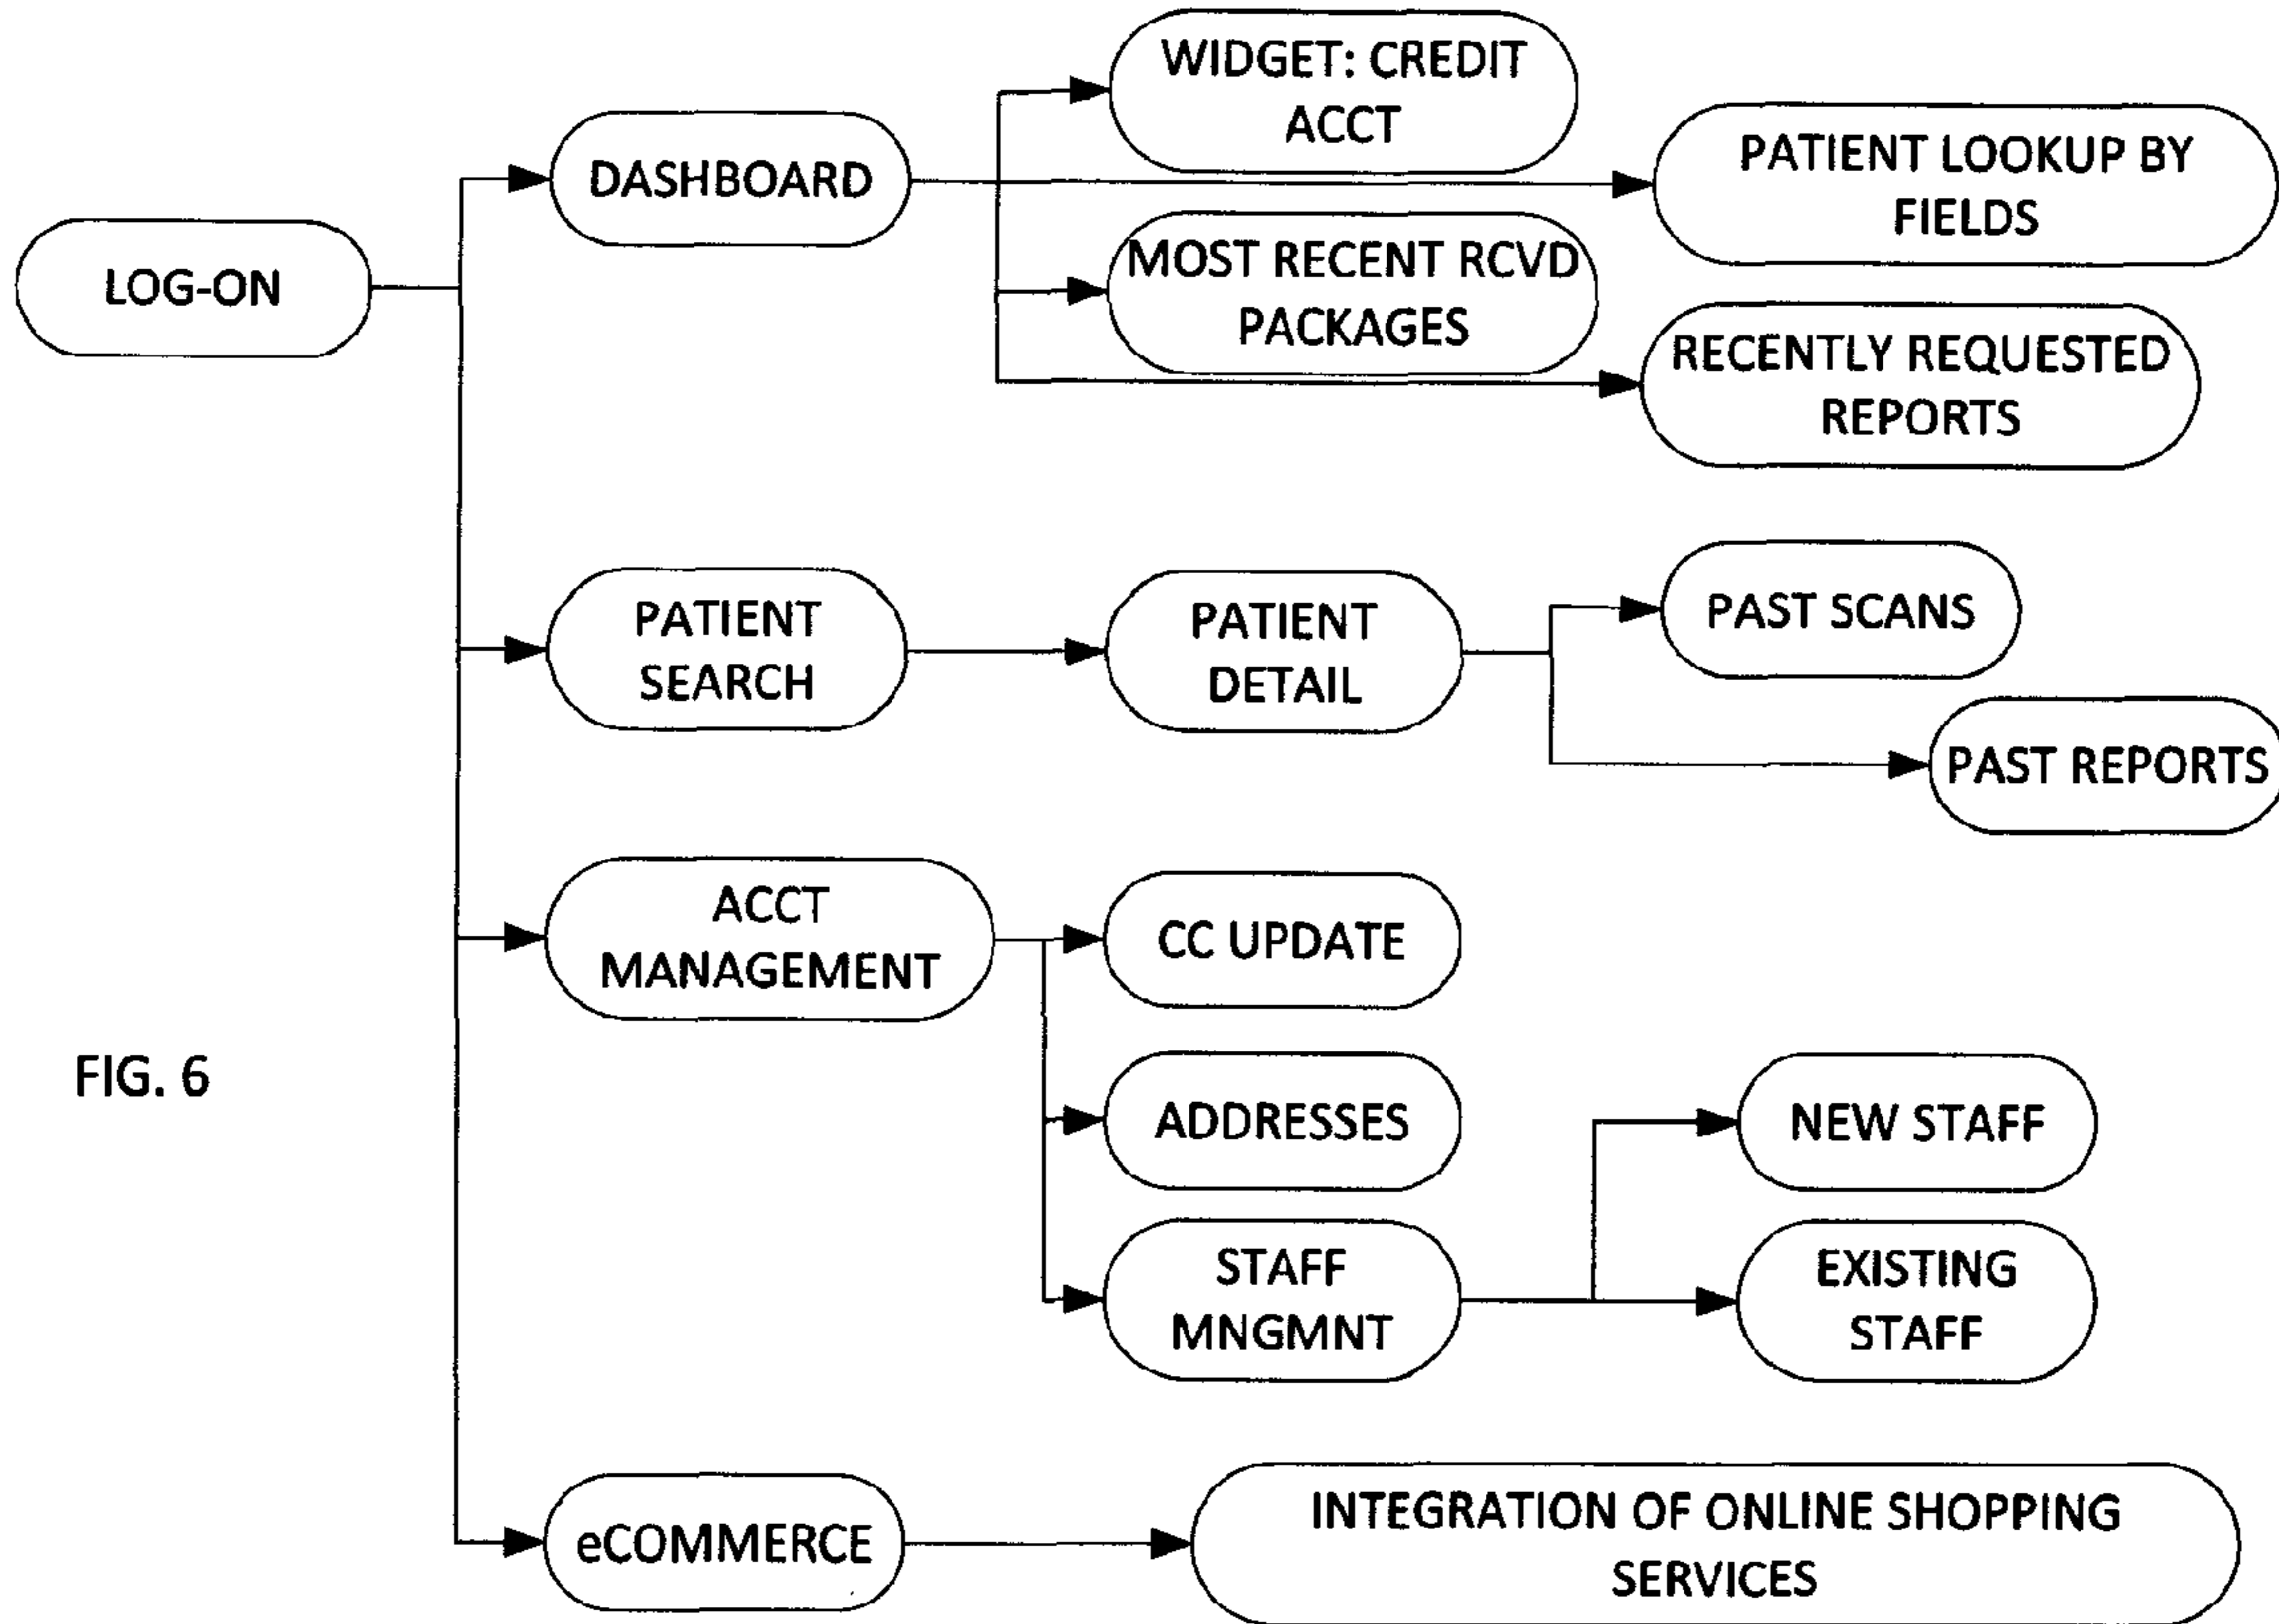 WIDGET: CREDIT
ACCT
DASHBOARD
PATIENT LOOKUP BY
FIELDS
LOG-ON
MOST RECENT RCVD
PACKAGES
RECENTLY REQUESTED
REPORTS
PATIENT
SEARCH
PATIENT
DETAIL
PAST SCANS
PAST REPORTS
ACCT
MANAGEMENT
CC UPDATE
FIG. 6
ADDRESSES
NEW STAFF
STAFF
MNGMNT
EXISTING
STAFF
eCOMMERCE
INTEGRATION OF ONLINE SHOPPING
SERVICES